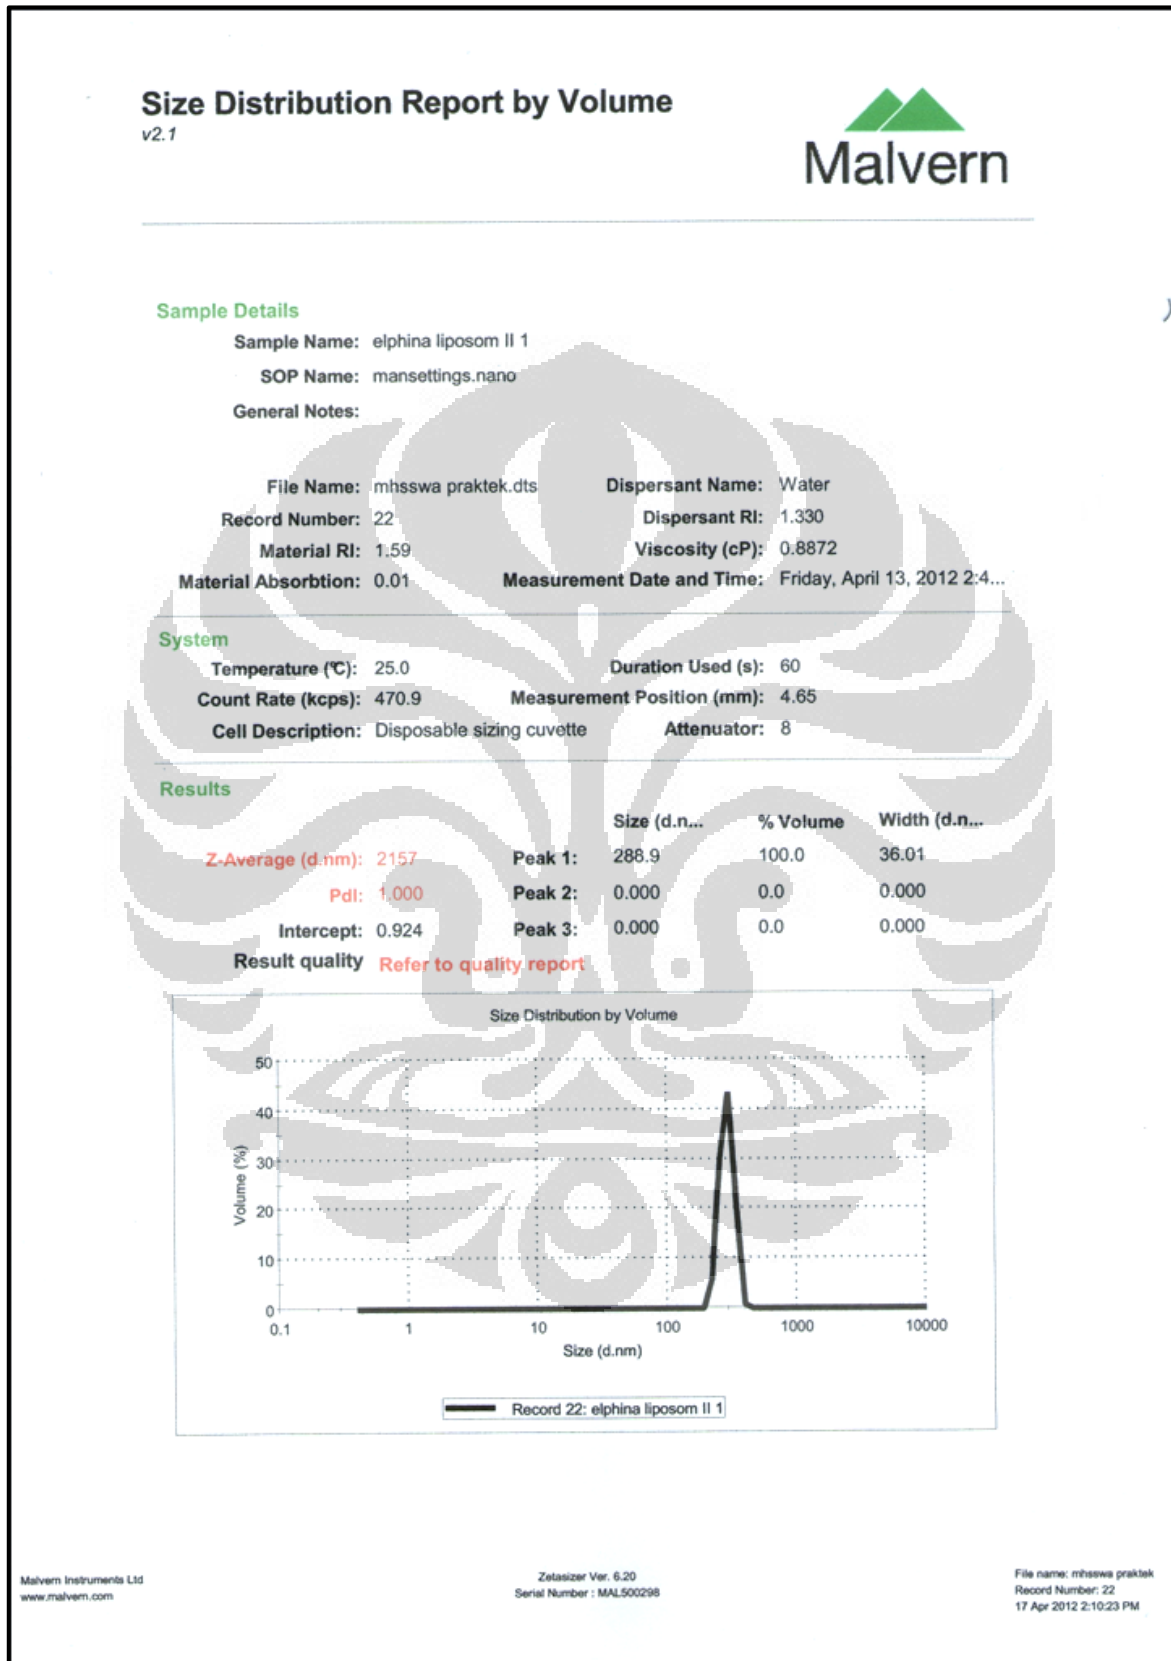 Size Distribution Report by Volume
v2.1
Malvern
Sample Details
Sample Name: elphina liposom II 1
SOP Name: mansettings.nano
General Notes:
File Name: mhsswa praktek.dts Dispersant Name: Water
Record Number: 22 Dispersant RI: 1.330
Material RI: 1.59 Viscosity (cP): 0.8872
Material Absorbtion: 0.01 Measurement Date and Time: Friday, April 13, 2012 2:4...
System
Temperature (°C): 25.0 Duration Used (s): 60
Count Rate (kcps): 470.9 Measurement Position (mm): 4.65
Cell Description: Disposable sizing cuvette Attenuator: 8
Results
Size (d.n... % Volume Width (d.n...
Z-Average (d.nm): 2157 Peak 1: 288.9 100.0 36.01
PdI: 1.000 Peak 2: 0.000 0.0 0.000
Intercept: 0.924 Peak 3: 0.000 0.0 0.000
Result quality Refer to quality report
Size Distribution by Volume
50
40
30
20
10
0
Volume (%)
0.1 1 10 100 1000 10000
Size (d.nm)
Record 22: elphina liposom II 1
Malvern Instruments Ltd
www.malvern.com
Zetasizer Ver. 6.20
Serial Number : MAL500298
File name: mhsswa praktek
Record Number: 22
17 Apr 2012 2:10:23 PM